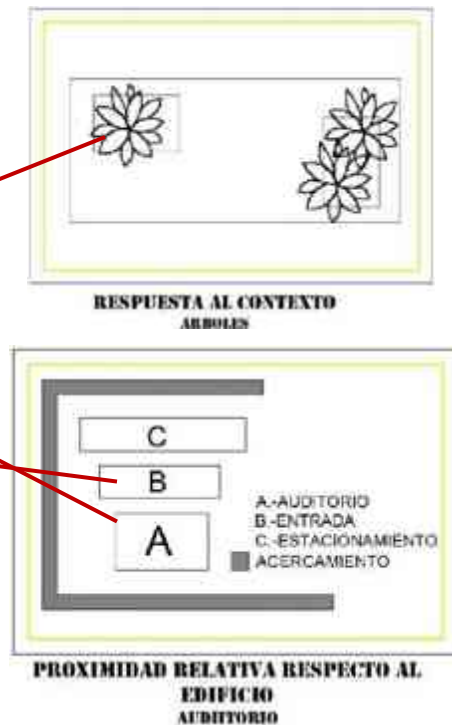 RESPUESTA AL CONTEXTO
ARBOLES
C
B
A
A.-AUDITORIO
B.-ENTRADA
C.-ESTACIONAMIENTO
ACERCAMIENTO
PROXIMIDAD RELATIVA RESPECTO AL
EDIFICIO
AUDITORIO